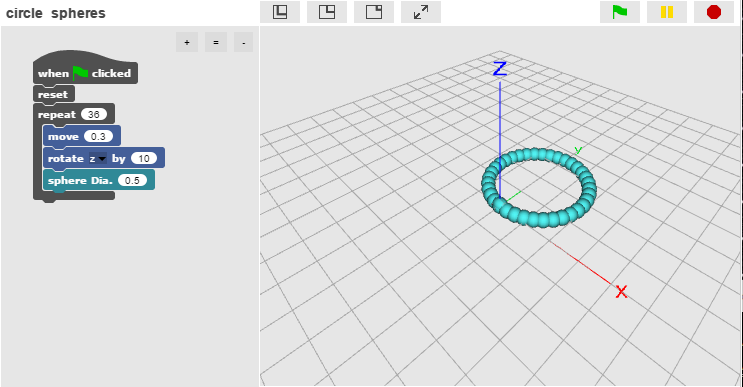 circle spheres
+ = -
when clicked
reset
repeat 36
move 0.3
rotate z by 10
sphere Dia. 0.5
Z
Y
X